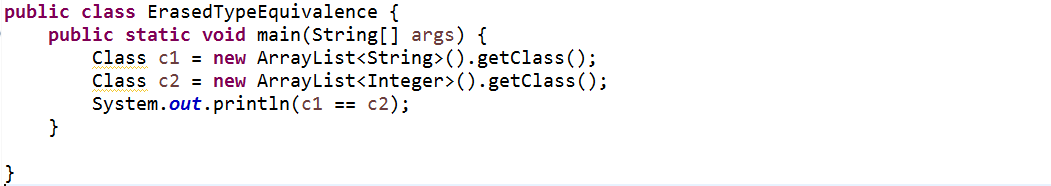 public class ErasedTypeEquivalence {
    public static void main(String[] args) {
        Class c1 = new ArrayList<String>().getClass();
        Class c2 = new ArrayList<Integer>().getClass();
        System.out.println(c1 == c2);
    }
}